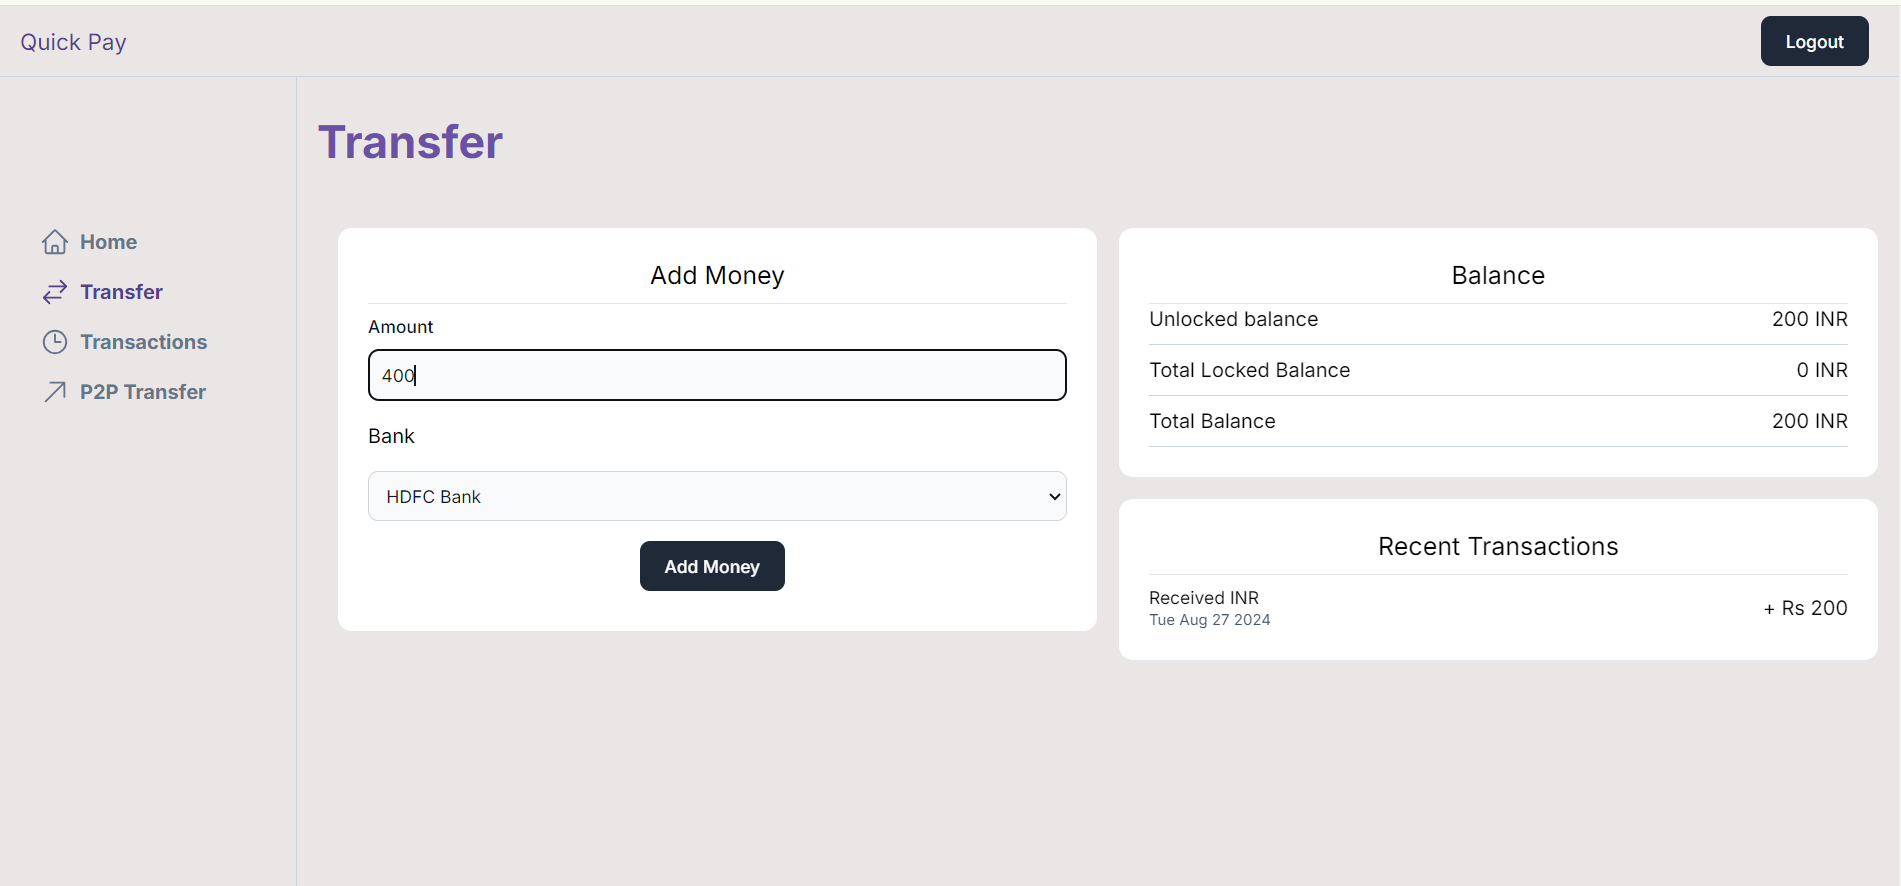 Quick Pay
Logout
Home
Transfer
Transactions
P2P Transfer
Transfer
Add Money
Amount
400
Bank
HDFC Bank
Add Money
Balance
Unlocked balance 200 INR
Total Locked Balance 0 INR
Total Balance 200 INR
Recent Transactions
Received INR
Tue Aug 27 2024
+ Rs 200